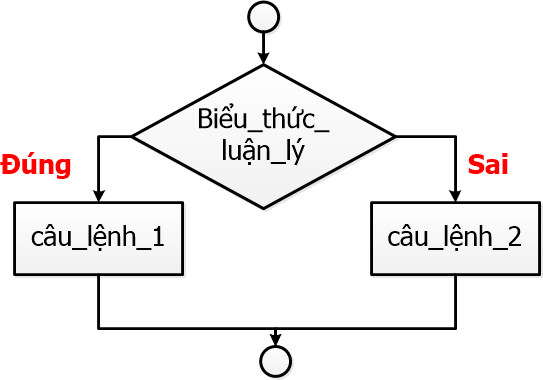 Biểu_thức_
luận_lý
Đúng
Sai
câu_lệnh_1
câu_lệnh_2